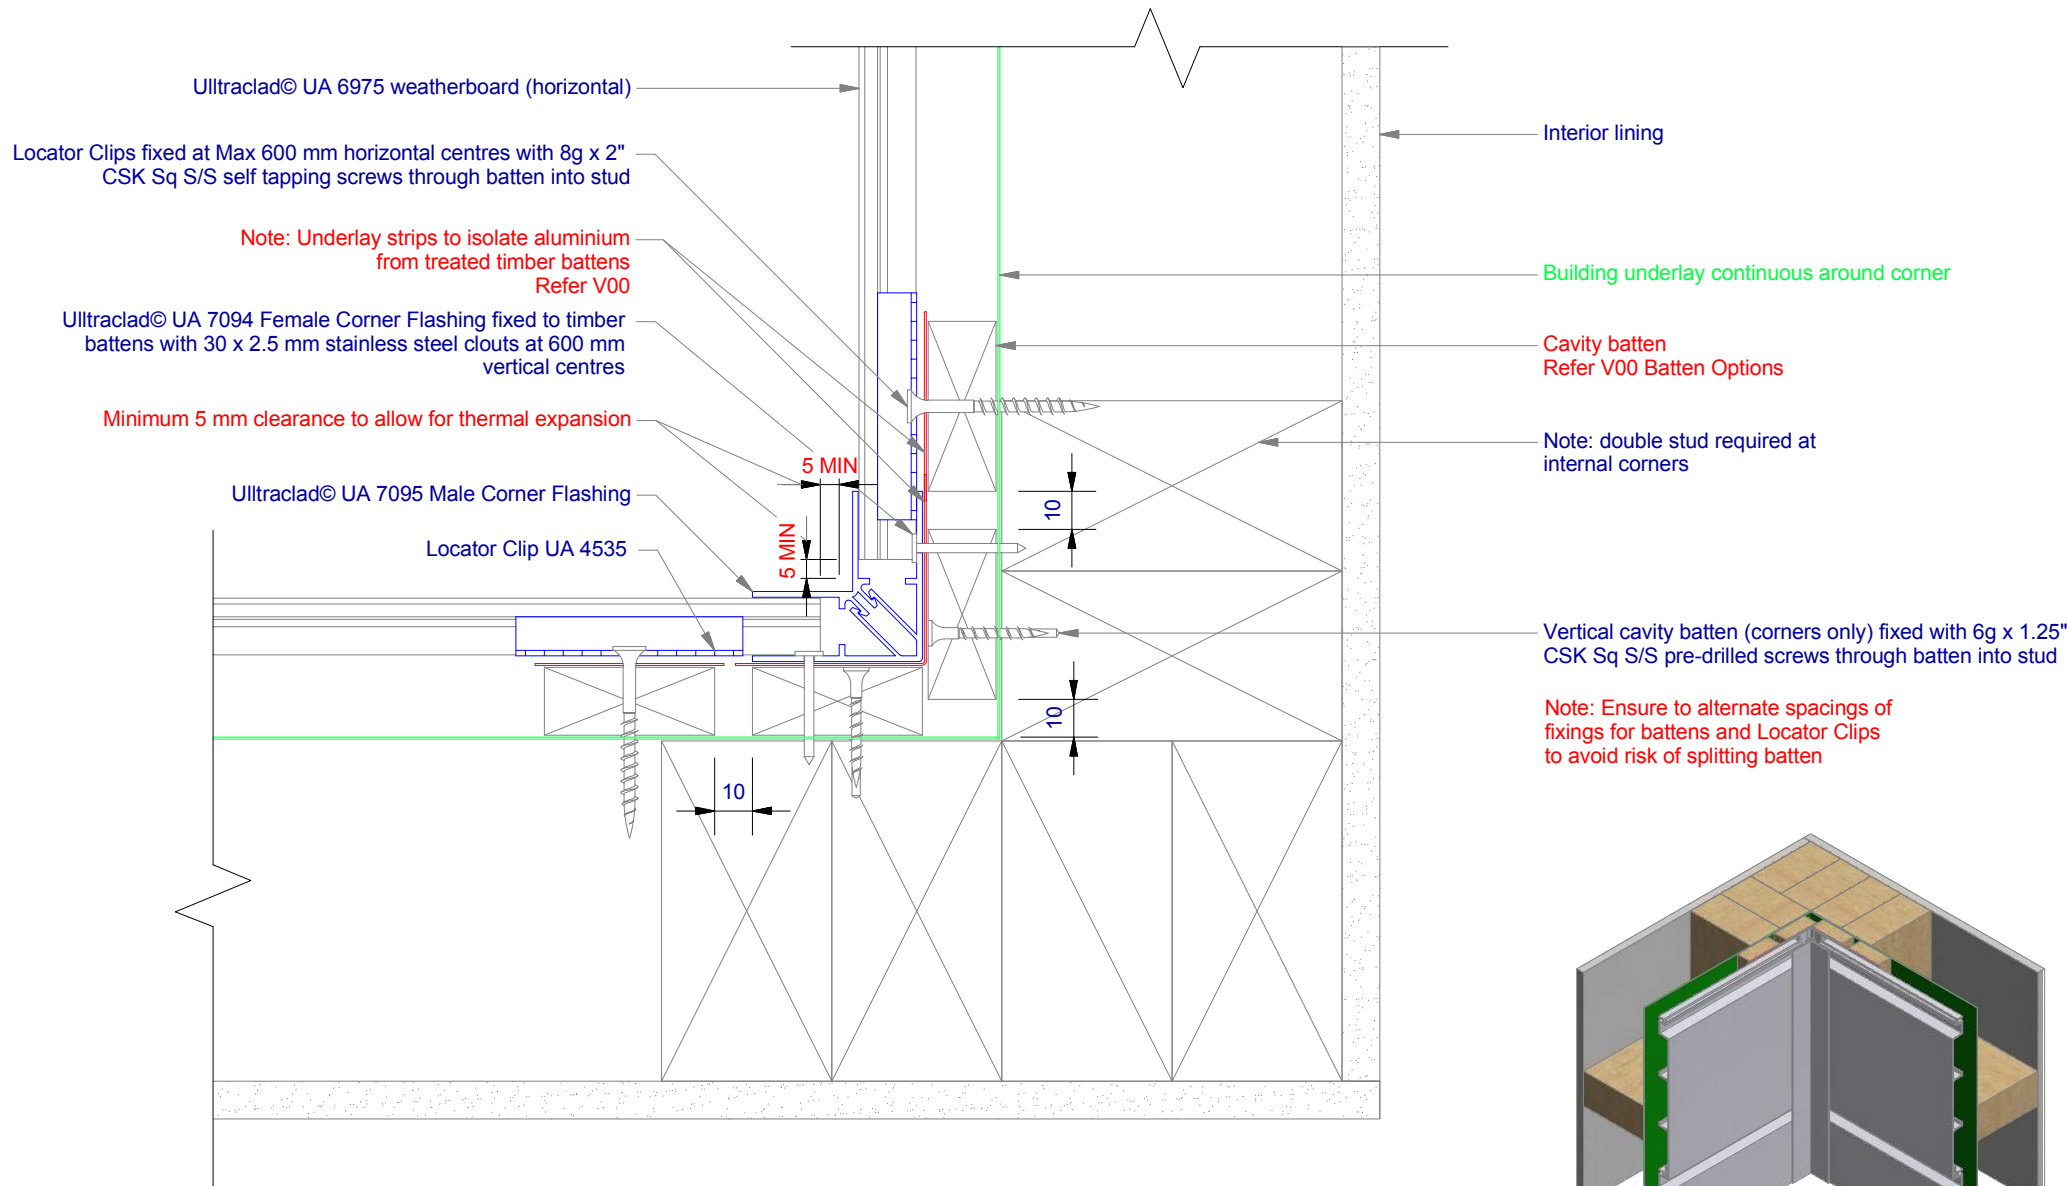 Ulltraclad© UA 6975 weatherboard (horizontal)
Locator Clips fixed at Max 600 mm horizontal centres with 8g x 2"
CSK Sq S/S self tapping screws through batten into stud
Note: Underlay strips to isolate aluminium
from treated timber battens
Refer V00
Ulltraclad© UA 7094 Female Corner Flashing fixed to timber
battens with 30 x 2.5 mm stainless steel clouts at 600 mm
vertical centres
Minimum 5 mm clearance to allow for thermal expansion
5 MIN
Ulltraclad© UA 7095 Male Corner Flashing
5 MIN
Locator Clip UA 4535
10
10
10
Interior lining
Building underlay continuous around corner
Cavity batten
Refer V00 Batten Options
Note: double stud required at
internal corners
Vertical cavity batten (corners only) fixed with 6g x 1.25"
CSK Sq S/S pre-drilled screws through batten into stud
Note: Ensure to alternate spacings of
fixings for battens and Locator Clips
to avoid risk of splitting batten